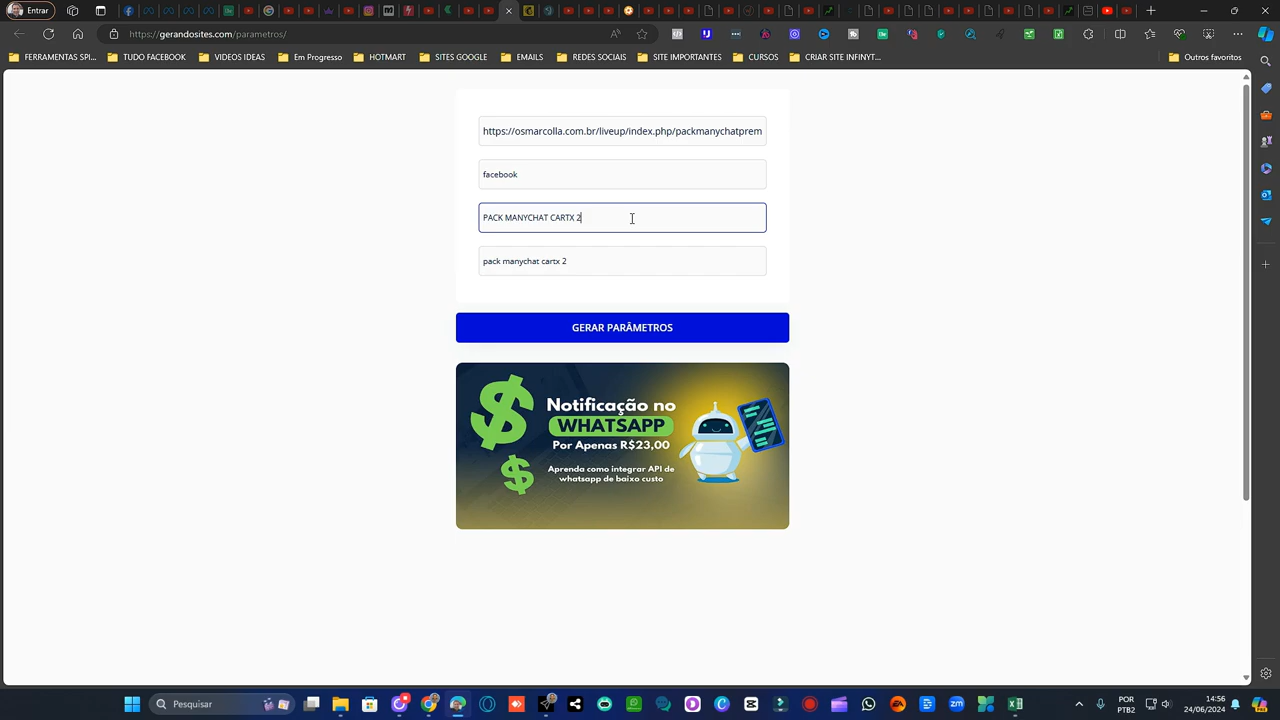 Entrar
https://gerandosites.com/parametros/
FERRAMENTAS SPI...
TUDO FACEBOOK
VIDEOS IDEAS
Em Progresso
HOTMART
SITES GOOGLE
EMAILS
REDES SOCIAIS
SITE IMPORTANTES
CURSOS
CRIAR SITE INFINYT...
Outros favoritos
https://osmarcolla.com.br/liveup/index.php/packmanychatprem
facebook
PACK MANYCHAT CARTX 2
pack manychat cartx 2
GERAR PARÂMETROS
Notificação no
WHATSAPP
Por Apenas R$23,00
Aprenda como integrar API de
whatsapp de baixo custo
Pesquisar
POR
PTB2
14:56
24/06/2024